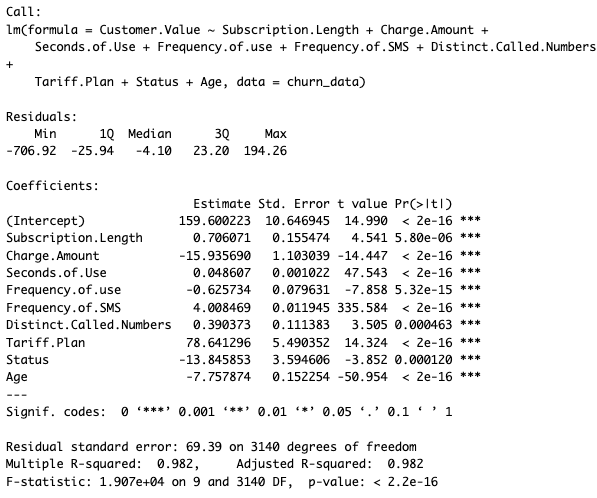 Call:
lm(formula = Customer.Value ~ Subscription.Length + Charge.Amount +
    Seconds.of.Use + Frequency.of.use + Frequency.of.SMS + Distinct.Called.Numbers
+
    Tariff.Plan + Status + Age, data = churn_data)

Residuals:
    Min      1Q  Median      3Q     Max
-706.92  -25.94   -4.10   23.20  194.26

Coefficients:
                          Estimate Std. Error t value Pr(>|t|)
(Intercept)             159.600223  10.646945  14.990  < 2e-16 ***
Subscription.Length       0.706071   0.155474   4.541 5.80e-06 ***
Charge.Amount           -15.935690   1.103039 -14.447  < 2e-16 ***
Seconds.of.Use            0.048607   0.001022  47.543  < 2e-16 ***
Frequency.of.use         -0.625734   0.079631  -7.858 5.32e-15 ***
Frequency.of.SMS          4.008469   0.011945 335.584  < 2e-16 ***
Distinct.Called.Numbers   0.390373   0.111383   3.505 0.000463 ***
Tariff.Plan              78.641296   5.490352  14.324  < 2e-16 ***
Status                  -13.845853   3.594606  -3.852 0.000120 ***
Age                      -7.757874   0.152254 -50.954  < 2e-16 ***
---
Signif. codes:  0 ‘***’ 0.001 ‘**’ 0.01 ‘*’ 0.05 ‘.’ 0.1 ‘ ’ 1

Residual standard error: 69.39 on 3140 degrees of freedom
Multiple R-squared:  0.982,     Adjusted R-squared:  0.982
F-statistic: 1.907e+04 on 9 and 3140 DF,  p-value: < 2.2e-16